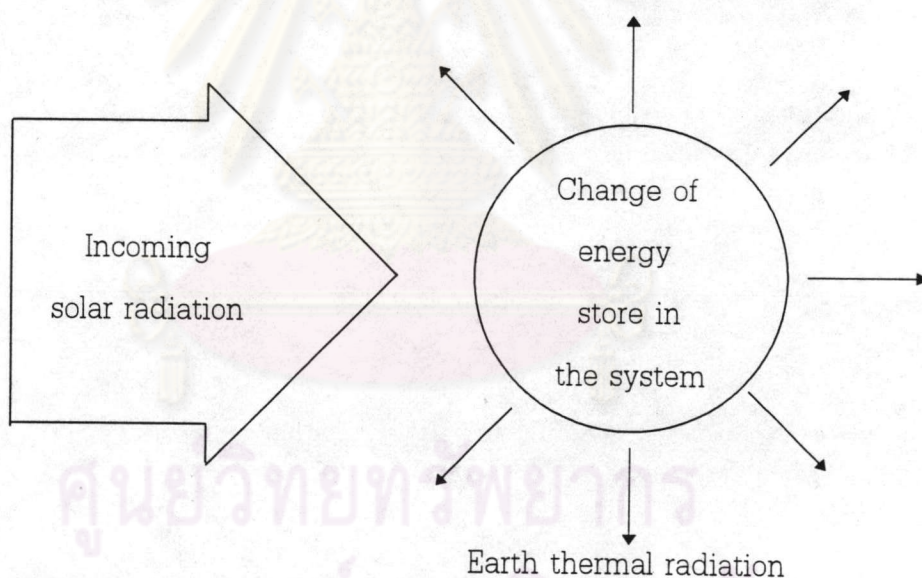 Incoming
solar radiation
Change of
energy
store in
the system
Earth thermal radiation
ศูนย์วิทยทรัพยากร